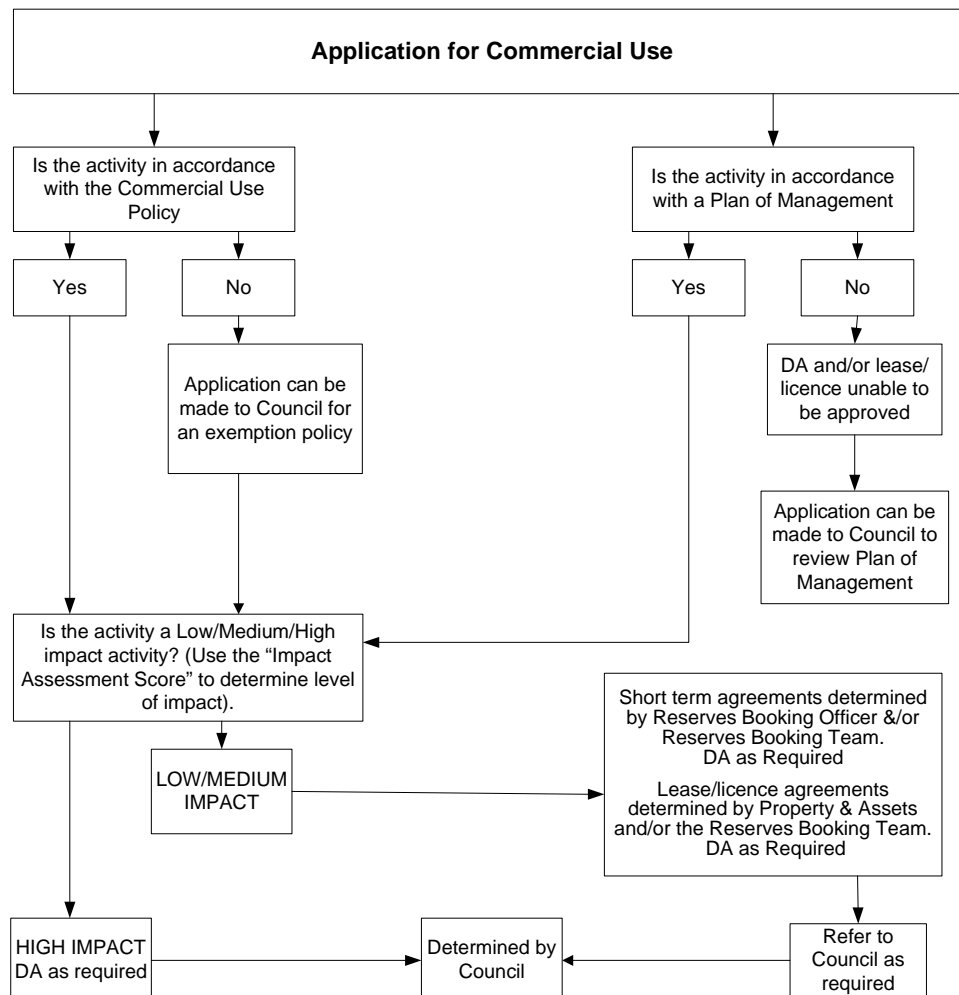 Application for Commercial Use
Is the activity in accordance
with the Commercial Use
Policy
Is the activity in accordance
with a Plan of Management
Yes
No
Yes
No
Application can be
made to Council for
an exemption policy
DA and/or lease/
licence unable to
be approved
Application can be
made to Council to
review Plan of
Management
Is the activity a Low/Medium/High
impact activity? (Use the “Impact
Assessment Score” to determine level
of impact).
LOW/MEDIUM
IMPACT
Short term agreements determined
by Reserves Booking Officer &/or
Reserves Booking Team.
DA as Required
Lease/licence agreements
determined by Property & Assets
and/or the Reserves Booking Team.
DA as Required
HIGH IMPACT
DA as required
Determined by
Council
Refer to
Council as
required